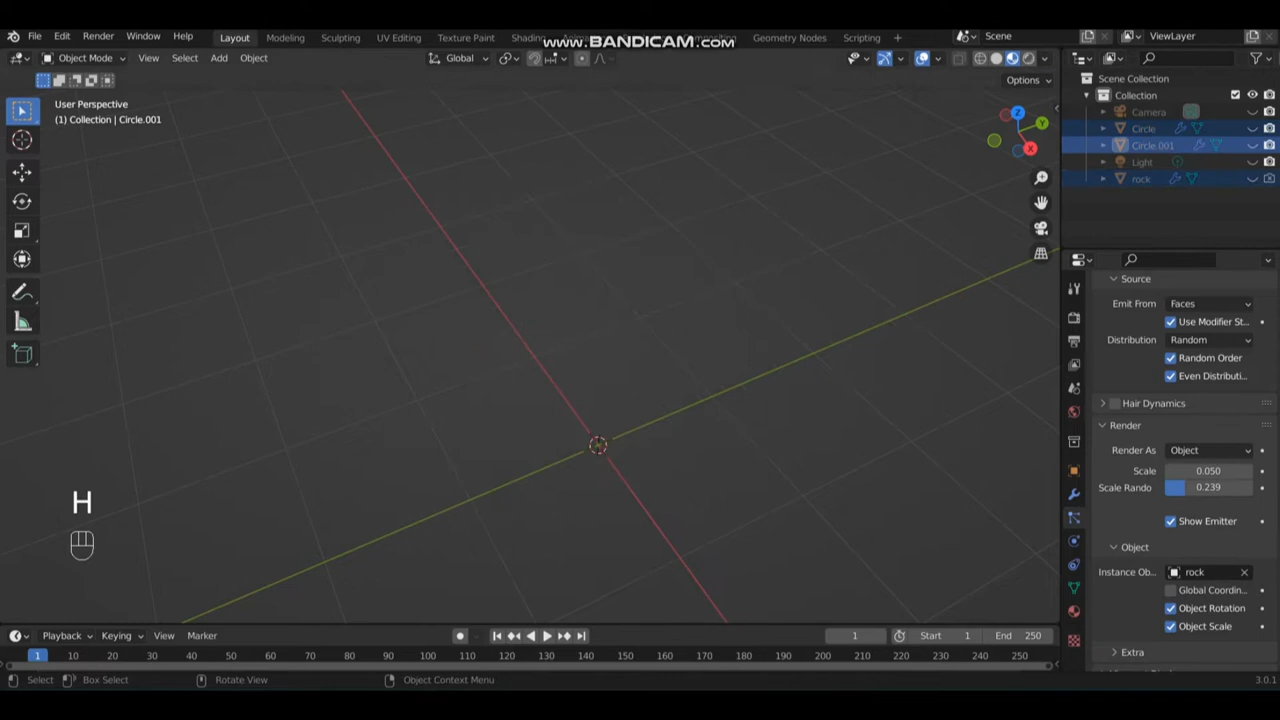 File Edit Render Window Help Layout Modeling Sculpting UV Editing Texture Paint Shading Geometry Nodes Scripting + Scene ViewLayer
www.BANDICAM.com
Object Mode View Select Add Object Global
Options
User Perspective
(1) Collection | Circle.001
Z
Y
X
Scene Collection
Collection
Camera
Circle
Circle.001
Light
rock
Source
Emit From Faces
Use Modifier St...
Distribution Random
Random Order
Even Distributi...
Hair Dynamics
Render
Render As Object
Scale 0.050
Scale Rando 0.239
Show Emitter
Object
Instance Ob... rock
Global Coordin...
Object Rotation
Object Scale
Extra
H
Playback Keying View Marker 1 Start 1 End 250
1 10 20 30 40 50 60 70 80 90 100 110 120 130 140 150 160 170 180 190 200 210 220 230 240 250
Select Box Select Rotate View Object Context Menu 3.0.1